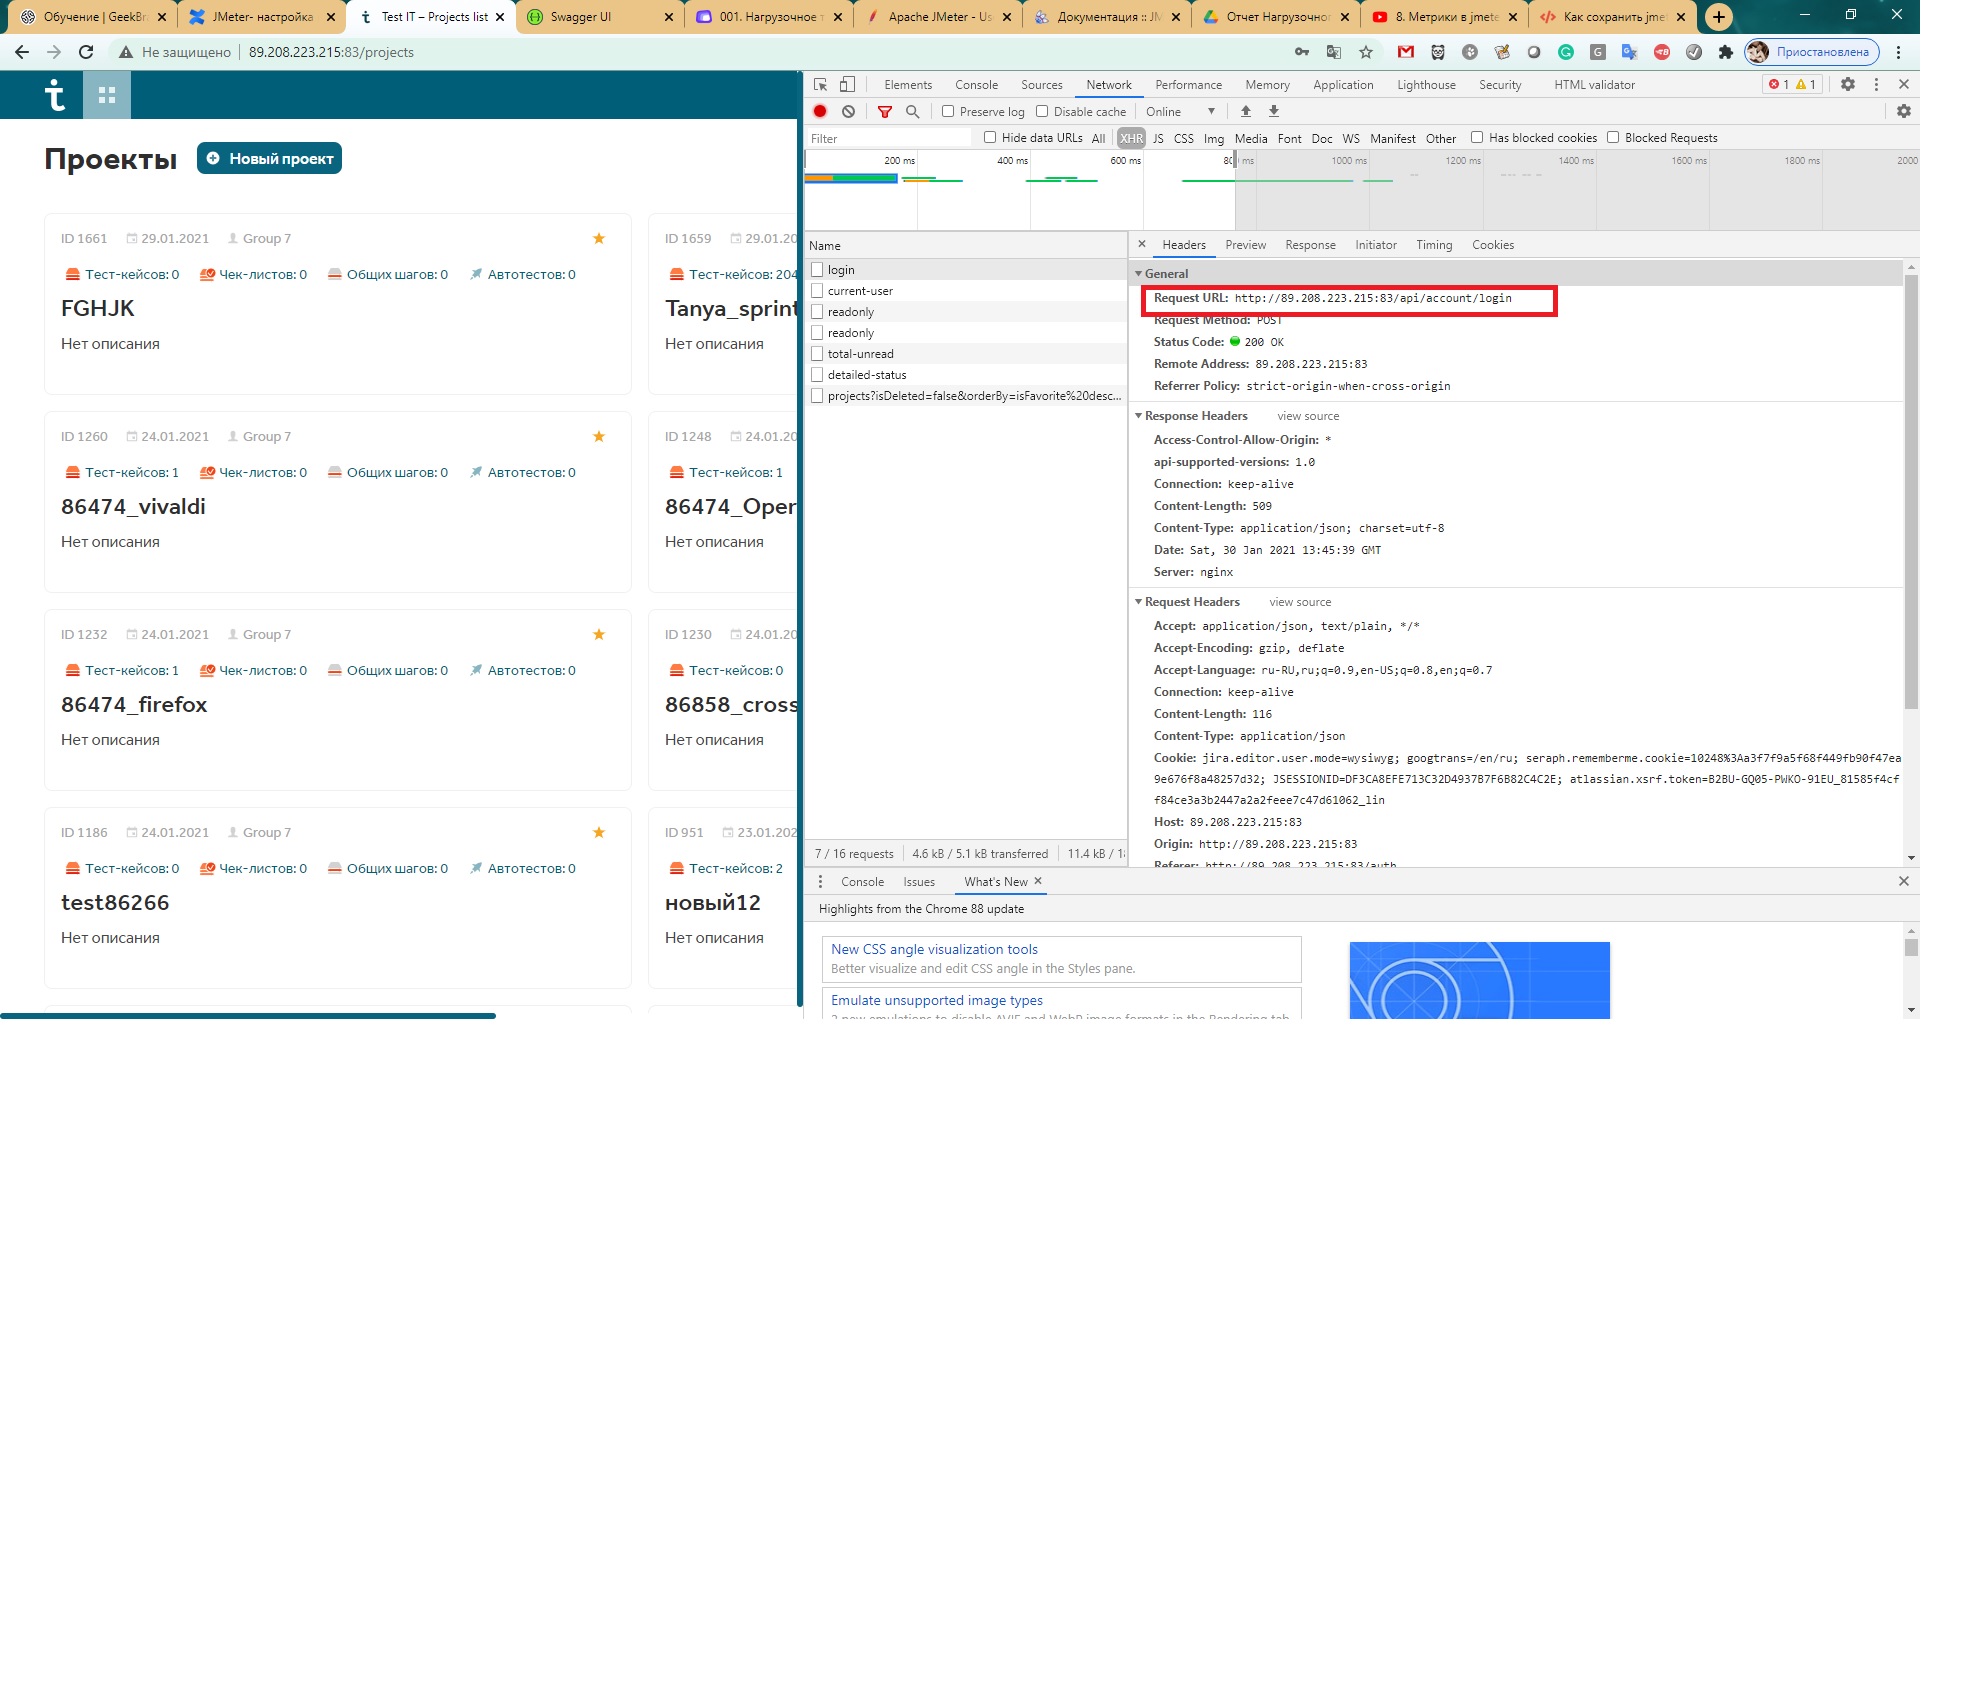 Обучение | GeekBra
JMeter- настройка
Test IT – Projects list
Swagger UI
001. Нагрузочное т
Apache JMeter - Us
Документация :: JM
Отчет Нагрузочног
8. Метрики в jmete
Как сохранить jme
Не защищено
89.208.223.215:83/projects
Приостановлена
Проекты
Новый проект
ID 1661 29.01.2021 Group 7
Тест-кейсов: 0 Чек-листов: 0 Общих шагов: 0 Автотестов: 0
FGHJK
Нет описания
ID 1659 29.01.20
Тест-кейсов: 204
Tanya_sprint
Нет описания
ID 1260 24.01.2021 Group 7
Тест-кейсов: 1 Чек-листов: 0 Общих шагов: 0 Автотестов: 0
86474_vivaldi
Нет описания
ID 1248 24.01.20
Тест-кейсов: 1
86474_Oper
Нет описания
ID 1232 24.01.2021 Group 7
Тест-кейсов: 1 Чек-листов: 0 Общих шагов: 0 Автотестов: 0
86474_firefox
Нет описания
ID 1230 24.01.20
Тест-кейсов: 0
86858_cross
Нет описания
ID 1186 24.01.2021 Group 7
Тест-кейсов: 0 Чек-листов: 0 Общих шагов: 0 Автотестов: 0
test86266
Нет описания
ID 951 23.01.202
Тест-кейсов: 2
новый12
Нет описания
Elements Console Sources Network Performance Memory Application Lighthouse Security HTML validator 1 1
Preserve log Disable cache Online
Filter Hide data URLs All XHR JS CSS Img Media Font Doc WS Manifest Other Has blocked cookies Blocked Requests
200 ms 400 ms 600 ms 80 ms 1000 ms 1200 ms 1400 ms 1600 ms 1800 ms 2000
Name
login
current-user
readonly
readonly
total-unread
detailed-status
projects?isDeleted=false&orderBy=isFavorite%20desc...
7 / 16 requests 4.6 kB / 5.1 kB transferred 11.4 kB / 1
Headers Preview Response Initiator Timing Cookies
General
Request URL: http://89.208.223.215:83/api/account/login
Request Method: POST
Status Code: 200 OK
Remote Address: 89.208.223.215:83
Referrer Policy: strict-origin-when-cross-origin
Response Headers view source
Access-Control-Allow-Origin: *
api-supported-versions: 1.0
Connection: keep-alive
Content-Length: 509
Content-Type: application/json; charset=utf-8
Date: Sat, 30 Jan 2021 13:45:39 GMT
Server: nginx
Request Headers view source
Accept: application/json, text/plain, */*
Accept-Encoding: gzip, deflate
Accept-Language: ru-RU,ru;q=0.9,en-US;q=0.8,en;q=0.7
Connection: keep-alive
Content-Length: 116
Content-Type: application/json
Cookie: jira.editor.user.mode=wysiwyg; googtrans=/en/ru; seraph.rememberme.cookie=10248%3Aa3f7f9a5f68f449fb90f47ea
9e676f8a48257d32; JSESSIONID=DF3CA8EFE713C32D4937B7F6B82C4C2E; atlassian.xsrf.token=B2BU-GQ05-PWKO-91EU_81585f4cf
f84ce3a3b2447a2a2feee7c47d61062_lin
Host: 89.208.223.215:83
Origin: http://89.208.223.215:83
Referer: http://89.208.223.215:83/auth
Console Issues What's New
Highlights from the Chrome 88 update
New CSS angle visualization tools
Better visualize and edit CSS angle in the Styles pane.
Emulate unsupported image types
2 new emulations to disable AVIF and WebP image formats in the Rendering tab